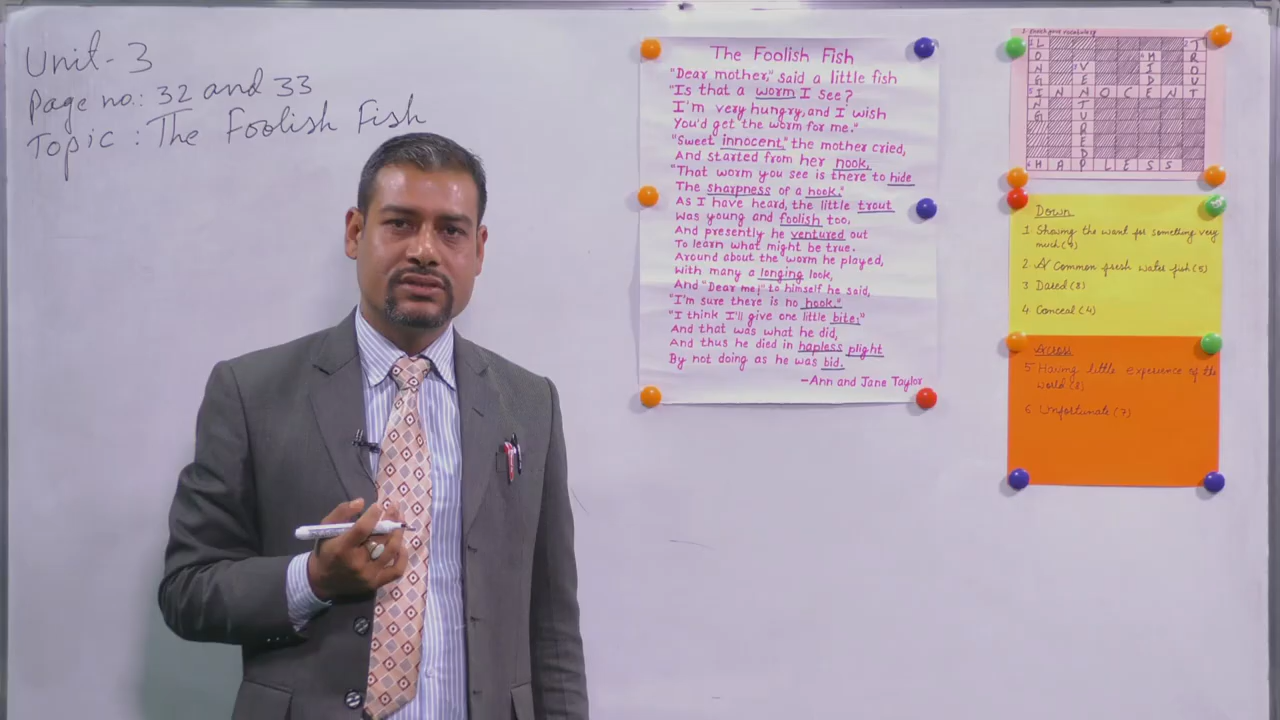 Unit-3
Page no.: 32 and 33
Topic : The Foolish Fish
The Foolish Fish
"Dear mother," said a little fish
"Is that a worm I see?
I'm very hungry, and I wish
You'd get the worm for me."
"Sweet innocent," the mother cried,
And started from her nook.
"That worm you see is there to hide
The sharpness of a hook."
As I have heard, the little trout
Was young and foolish too,
And presently he ventured out
To learn what might be true.
Around about the worm he played,
With many a longing look,
And "Dear me;" to himself he said,
"I'm sure there is no hook."
"I think I'll give one little bite;"
And that was what he did,
And thus he died in hapless plight
By not doing as he was bid.
-Ann and Jane Taylor
LONGING
TROUT
VENTURED
HIDE
INNOCENT
HAPLESS
Down
1. Showing the want for something very
much (7)
2. A Common fresh water fish (5)
3 Dared (8)
4. Conceal (4)
Across
5 Having little experience of the
world (8)
6 Unfortunate (7)